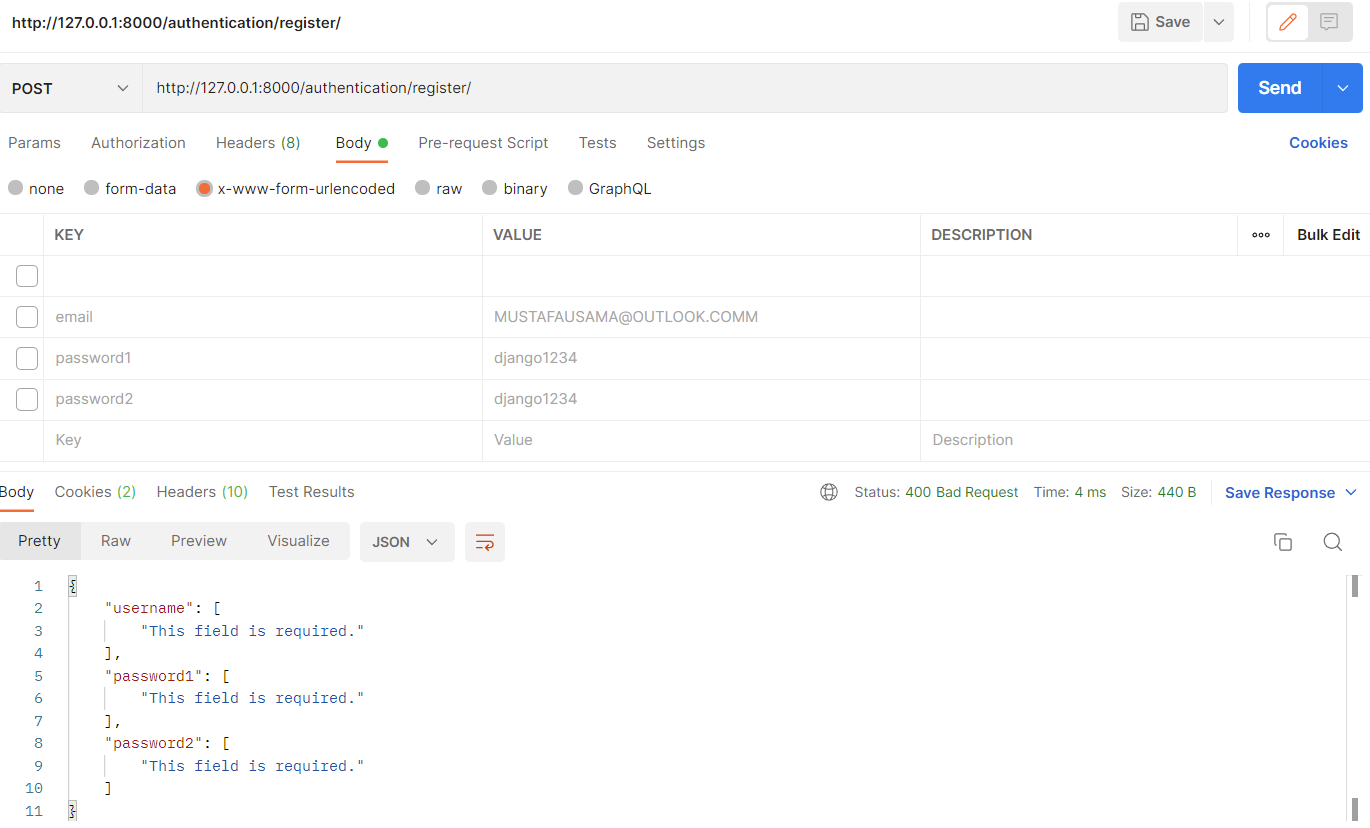 http://127.0.0.1:8000/authentication/register/
Save
POST
http://127.0.0.1:8000/authentication/register/
Send
Params Authorization Headers (8) Body Pre-request Script Tests Settings Cookies
none form-data x-www-form-urlencoded raw binary GraphQL
KEY VALUE DESCRIPTION ooo Bulk Edit
email MUSTAFAUSAMA@OUTLOOK.COMM
password1 django1234
password2 django1234
Key Value Description
Body Cookies (2) Headers (10) Test Results Status: 400 Bad Request Time: 4 ms Size: 440 B Save Response
Pretty Raw Preview Visualize JSON
1 {
2 "username": [
3 "This field is required."
4 ],
5 "password1": [
6 "This field is required."
7 ],
8 "password2": [
9 "This field is required."
10 ]
11 }